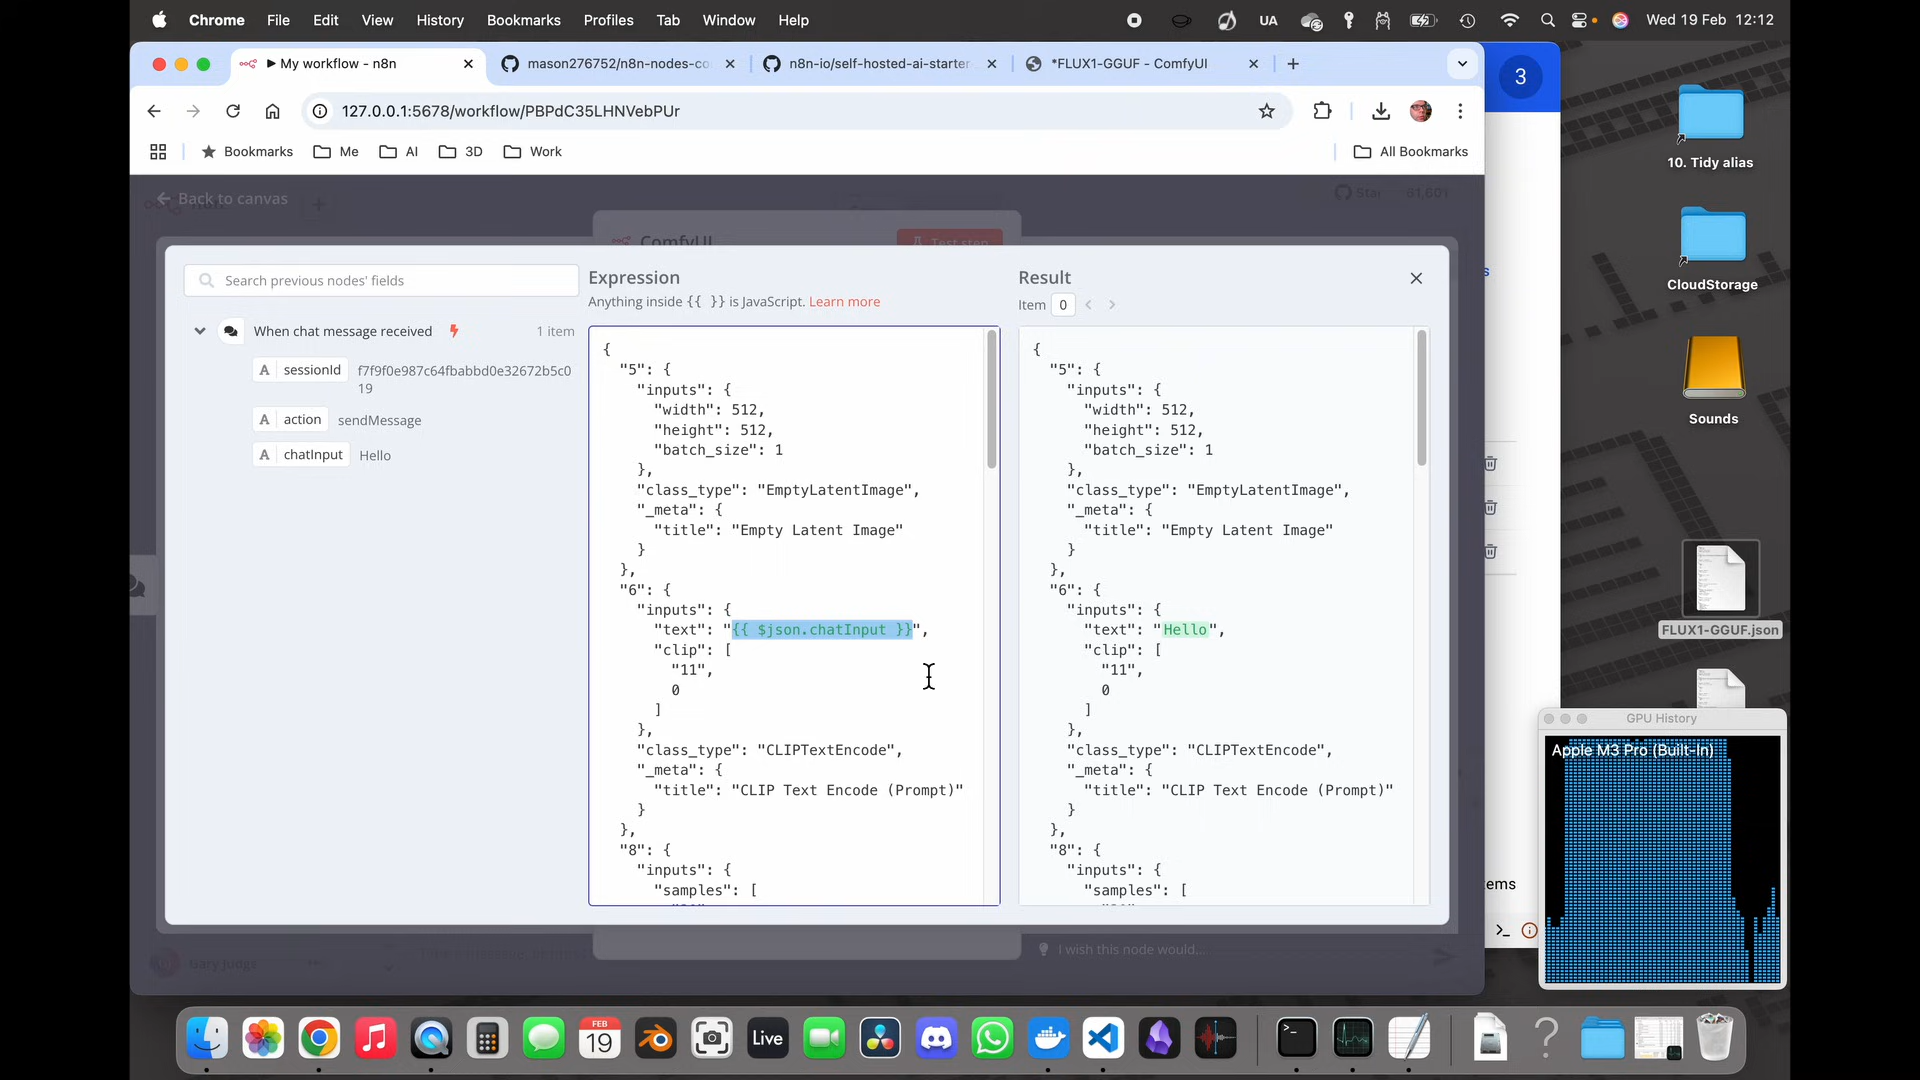 Chrome File Edit View History Bookmarks Profiles Tab Window Help UA Wed 19 Feb 12:12
My workflow - n8n
mason276752/n8n-nodes-co
n8n-io/self-hosted-ai-starter
*FLUX1-GGUF - ComfyUI
127.0.0.1:5678/workflow/PBPdC35LHNVebPUr
Bookmarks Me AI 3D Work All Bookmarks
3
Back to canvas
Star 61,601
ComfyUI
Test step
Search previous nodes' fields
When chat message received 1 item
A sessionId f7f9f0e987c64fbabbd0e32672b5c0
19
A action sendMessage
A chatInput Hello
Expression
Anything inside {{ }} is JavaScript. Learn more
{
"5": {
"inputs": {
"width": 512,
"height": 512,
"batch_size": 1
},
"class_type": "EmptyLatentImage",
"_meta": {
"title": "Empty Latent Image"
}
},
"6": {
"inputs": {
"text": "{{ $json.chatInput }}",
"clip": [
"11",
0
]
},
"class_type": "CLIPTextEncode",
"_meta": {
"title": "CLIP Text Encode (Prompt)"
}
},
"8": {
"inputs": {
"samples": [
Result
Item 0
{
"5": {
"inputs": {
"width": 512,
"height": 512,
"batch_size": 1
},
"class_type": "EmptyLatentImage",
"_meta": {
"title": "Empty Latent Image"
}
},
"6": {
"inputs": {
"text": "Hello",
"clip": [
"11",
0
]
},
"class_type": "CLIPTextEncode",
"_meta": {
"title": "CLIP Text Encode (Prompt)"
}
},
"8": {
"inputs": {
"samples": [
Gary Judge
I wish this node would...
s
ems
10. Tidy alias
CloudStorage
Sounds
FLUX1-GGUF.json
GPU History
Apple M3 Pro (Built-In)
FEB
19
Live